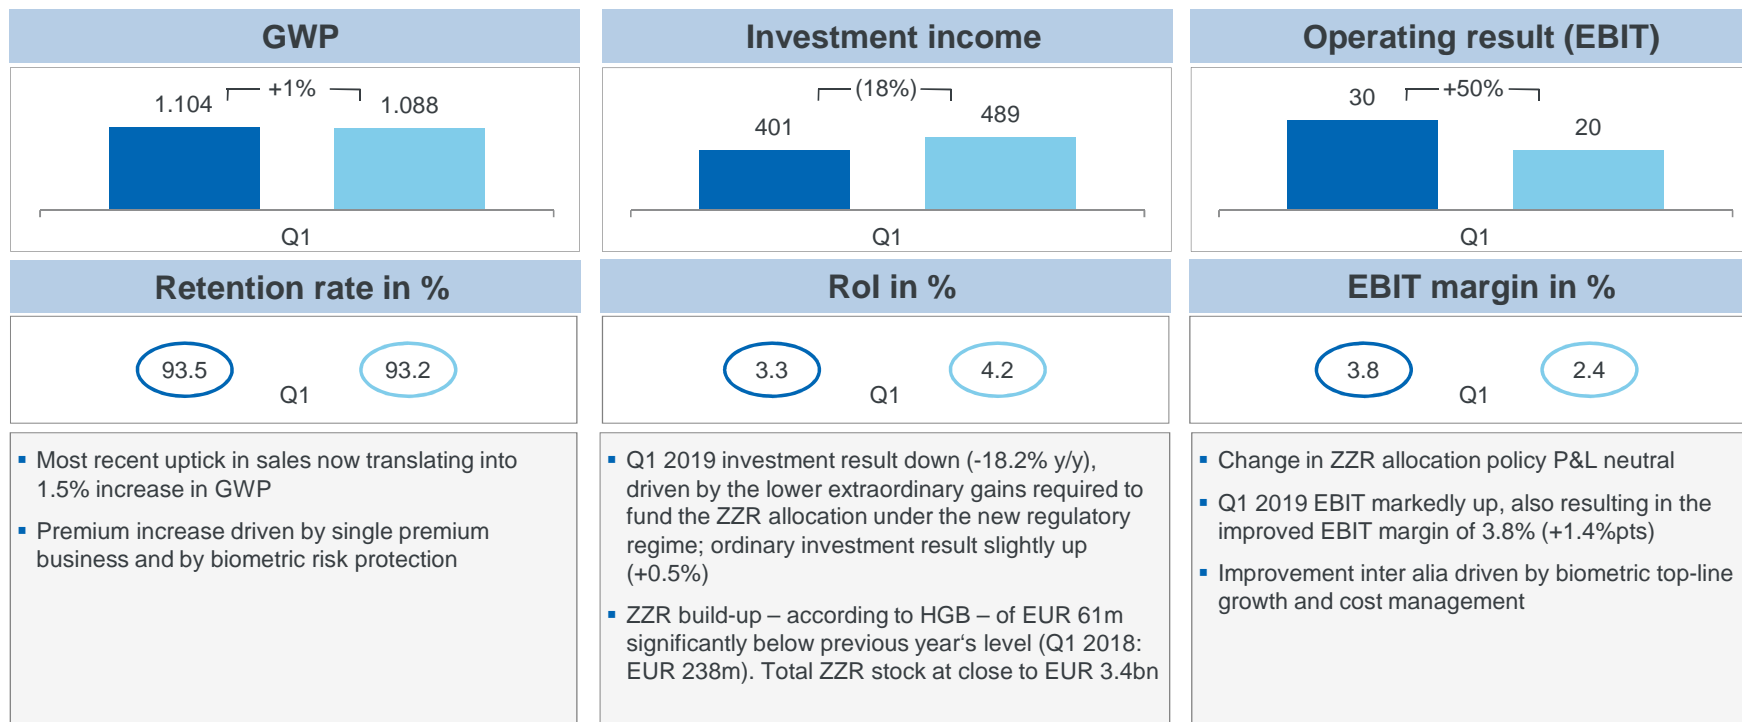 GWP
1.104
+1%
1.088
Q1
Investment income
401
(18%)
489
Q1
Operating result (EBIT)
30
+50%
20
Q1
Retention rate in %
93.5
93.2
Q1
RoI in %
3.3
4.2
Q1
EBIT margin in %
3.8
2.4
Q1
▪ Most recent uptick in sales now translating into
1.5% increase in GWP
▪ Premium increase driven by single premium
business and by biometric risk protection
▪ Q1 2019 investment result down (-18.2% y/y),
driven by the lower extraordinary gains required to
fund the ZZR allocation under the new regulatory
regime; ordinary investment result slightly up
(+0.5%)
▪ ZZR build-up – according to HGB – of EUR 61m
significantly below previous year‘s level (Q1 2018:
EUR 238m). Total ZZR stock at close to EUR 3.4bn
▪ Change in ZZR allocation policy P&L neutral
▪ Q1 2019 EBIT markedly up, also resulting in the
improved EBIT margin of 3.8% (+1.4%pts)
▪ Improvement inter alia driven by biometric top-line
growth and cost management